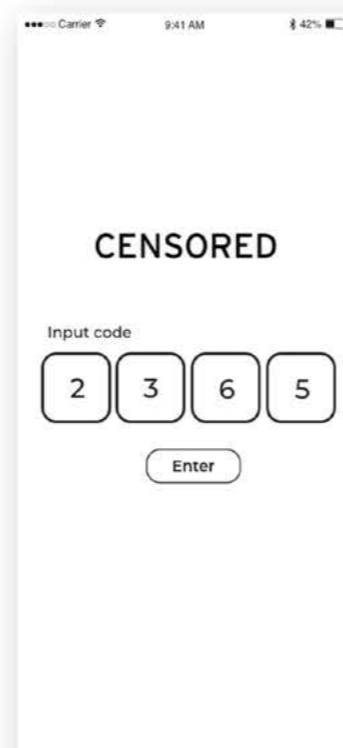 Carrier 9:41 AM 42%
CENSORED
Input code
2 3 6 5
Enter